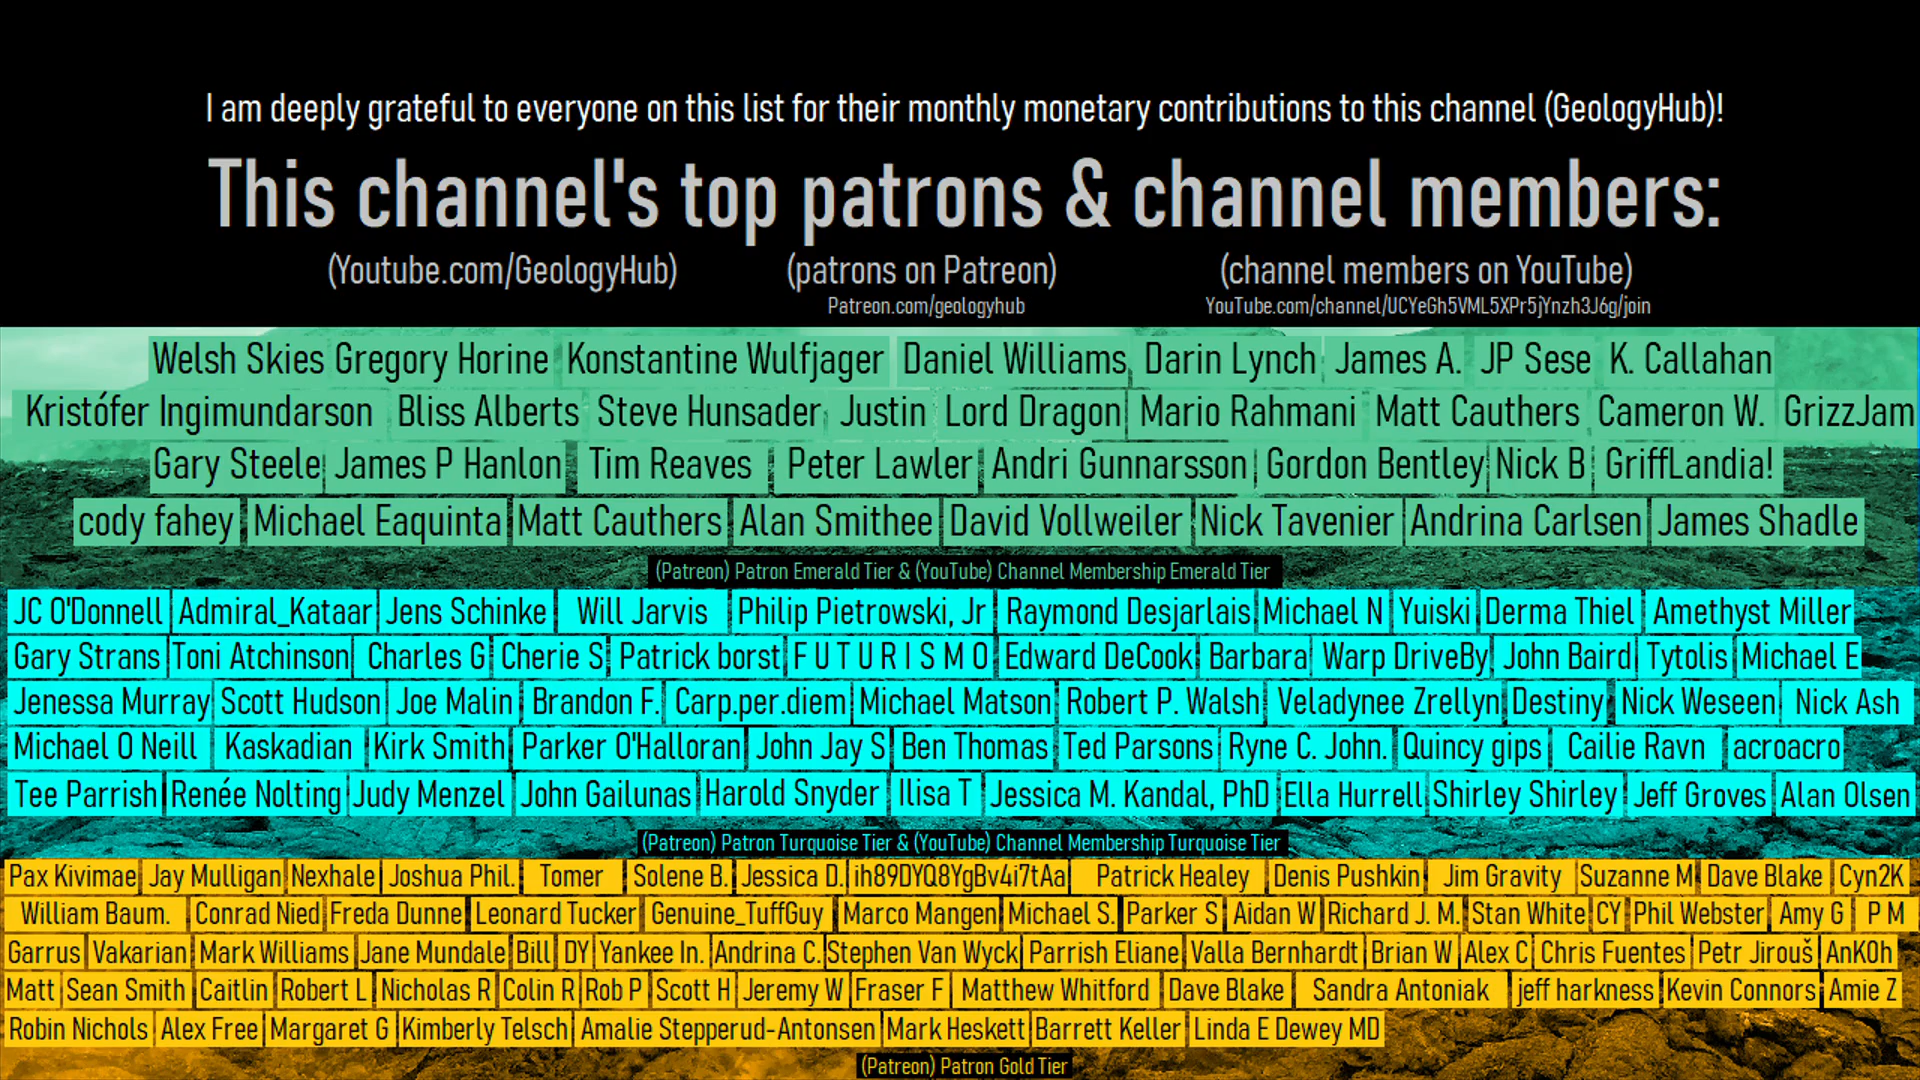 I am deeply grateful to everyone on this list for their monthly monetary contributions to this channel (GeologyHub)!
This channel's top patrons & channel members:
(Youtube.com/GeologyHub) (patrons on Patreon) (channel members on YouTube)
Patreon.com/geologyhub YouTube.com/channel/UCYeGh5VML5XPr5jYnzh3J6g/join
Welsh Skies Gregory Horine Konstantine Wulfjager Daniel Williams Darin Lynch James A. JP Sese K. Callahan
Kristófer Ingimundarson Bliss Alberts Steve Hunsader Justin Lord Dragon Mario Rahmani Matt Cauthers Cameron W. GrizzJam
Gary Steele James P Hanlon Tim Reaves Peter Lawler Andri Gunnarsson Gordon Bentley Nick B GriffLandia!
cody fahey Michael Eaquinta Matt Cauthers Alan Smithee David Vollweiler Nick Tavenier Andrina Carlsen James Shadle
(Patreon) Patron Emerald Tier & (YouTube) Channel Membership Emerald Tier
JC O'Donnell Admiral_Kataar Jens Schinke Will Jarvis Philip Pietrowski, Jr Raymond Desjarlais Michael N Yuiski Derma Thiel Amethyst Miller
Gary Strans Toni Atchinson Charles G Cherie S Patrick borst F U T U R I S M O Edward DeCook Barbara Warp DriveBy John Baird Tytolis Michael E
Jenessa Murray Scott Hudson Joe Malin Brandon F. Carp.per.diem Michael Matson Robert P. Walsh Veladynee Zrellyn Destiny Nick Weseen Nick Ash
Michael O Neill Kaskadian Kirk Smith Parker O'Halloran John Jay S Ben Thomas Ted Parsons Ryne C. John. Quincy gips Cailie Ravn acroacro
Tee Parrish Renée Nolting Judy Menzel John Gailunas Harold Snyder Ilisa T Jessica M. Kandal, PhD Ella Hurrell Shirley Shirley Jeff Groves Alan Olsen
(Patreon) Patron Turquoise Tier & (YouTube) Channel Membership Turquoise Tier
Pax Kivimae Jay Mulligan Nexhale Joshua Phil. Tomer Solene B. Jessica D. ih89DYQ8YgBv4i7tAa Patrick Healey Denis Pushkin Jim Gravity Suzanne M Dave Blake Cyn2K
William Baum. Conrad Nied Freda Dunne Leonard Tucker Genuine_TuffGuy Marco Mangen Michael S. Parker S Aidan W Richard J. M. Stan White CY Phil Webster Amy G P M
Garrus Vakarian Mark Williams Jane Mundale Bill DY Yankee In. Andrina C. Stephen Van Wyck Parrish Eliane Valla Bernhardt Brian W Alex C Chris Fuentes Petr Jirouš AnK0h
Matt Sean Smith Caitlin Robert L Nicholas R Colin R Rob P Scott H Jeremy W Fraser F Matthew Whitford Dave Blake Sandra Antoniak jeff harkness Kevin Connors Amie Z
Robin Nichols Alex Free Margaret G Kimberly Telsch Amalie Stepperud-Antonsen Mark Heskett Barrett Keller Linda E Dewey MD
(Patreon) Patron Gold Tier